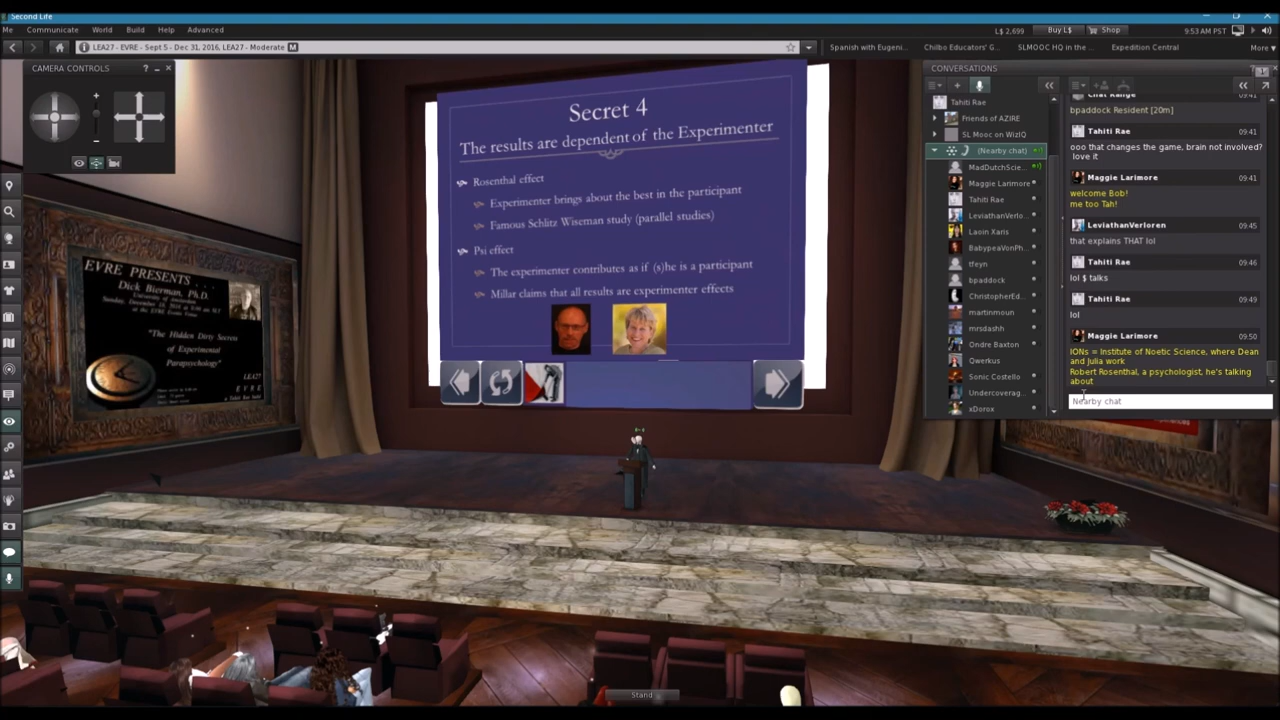 Second Life
Me Communicate World Build Help Advanced
L$ 2,699 Buy L$ Shop 9:53 AM PST
LEA27 - EVRE - Sept 5 - Dec 31, 2016, LEA27 - Moderate M
Spanish with Eugeni... Chilbo Educators' G... SLMOOC HQ in the ... Expedition Central More ▾
CAMERA CONTROLS ?
Secret 4
The results are dependent of the Experimenter
Rosenthal effect
Experimenter brings about the best in the participant
Famous Schlitz Wiseman study (parallel studies)
Psi effect
The experimenter contributes as if (s)he is a participant
Millar claims that all results are experimenter effects
EVRE PRESENTS . . .
Dick Bierman, Ph.D.
University of Amsterdam
"The Hidden Dirty Secrets
of Experimental
Parapsychology"
LEA27
E V R E
CONVERSATIONS
Tahiti Rae
Friends of AZIRE
SL Mooc on WizIQ
(Nearby chat)
MadDutchScie...
Maggie Larimore
Tahiti Rae
LeviathanVerlo...
Laoin Xaris
BabypeaVonPh...
tfeyn
bpaddock
ChristopherEd...
martinmoun
mrsdashh
Ondre Baxton
Qwerkus
Sonic Costello
Undercoverag...
xDorox
Chat Range 09:41
bpaddock Resident [20m]
Tahiti Rae 09:41
ooo that changes the game, brain not involved?
love it
Maggie Larimore 09:41
welcome Bob!
me too Tah!
LeviathanVerloren 09:45
that explains THAT lol
Tahiti Rae 09:46
lol $ talks
Tahiti Rae 09:49
lol
Maggie Larimore 09:50
IONs = Institute of Noetic Science, where Dean
and Julia work
Robert Rosenthal, a psychologist, he's talking
about
Nearby chat
Stand